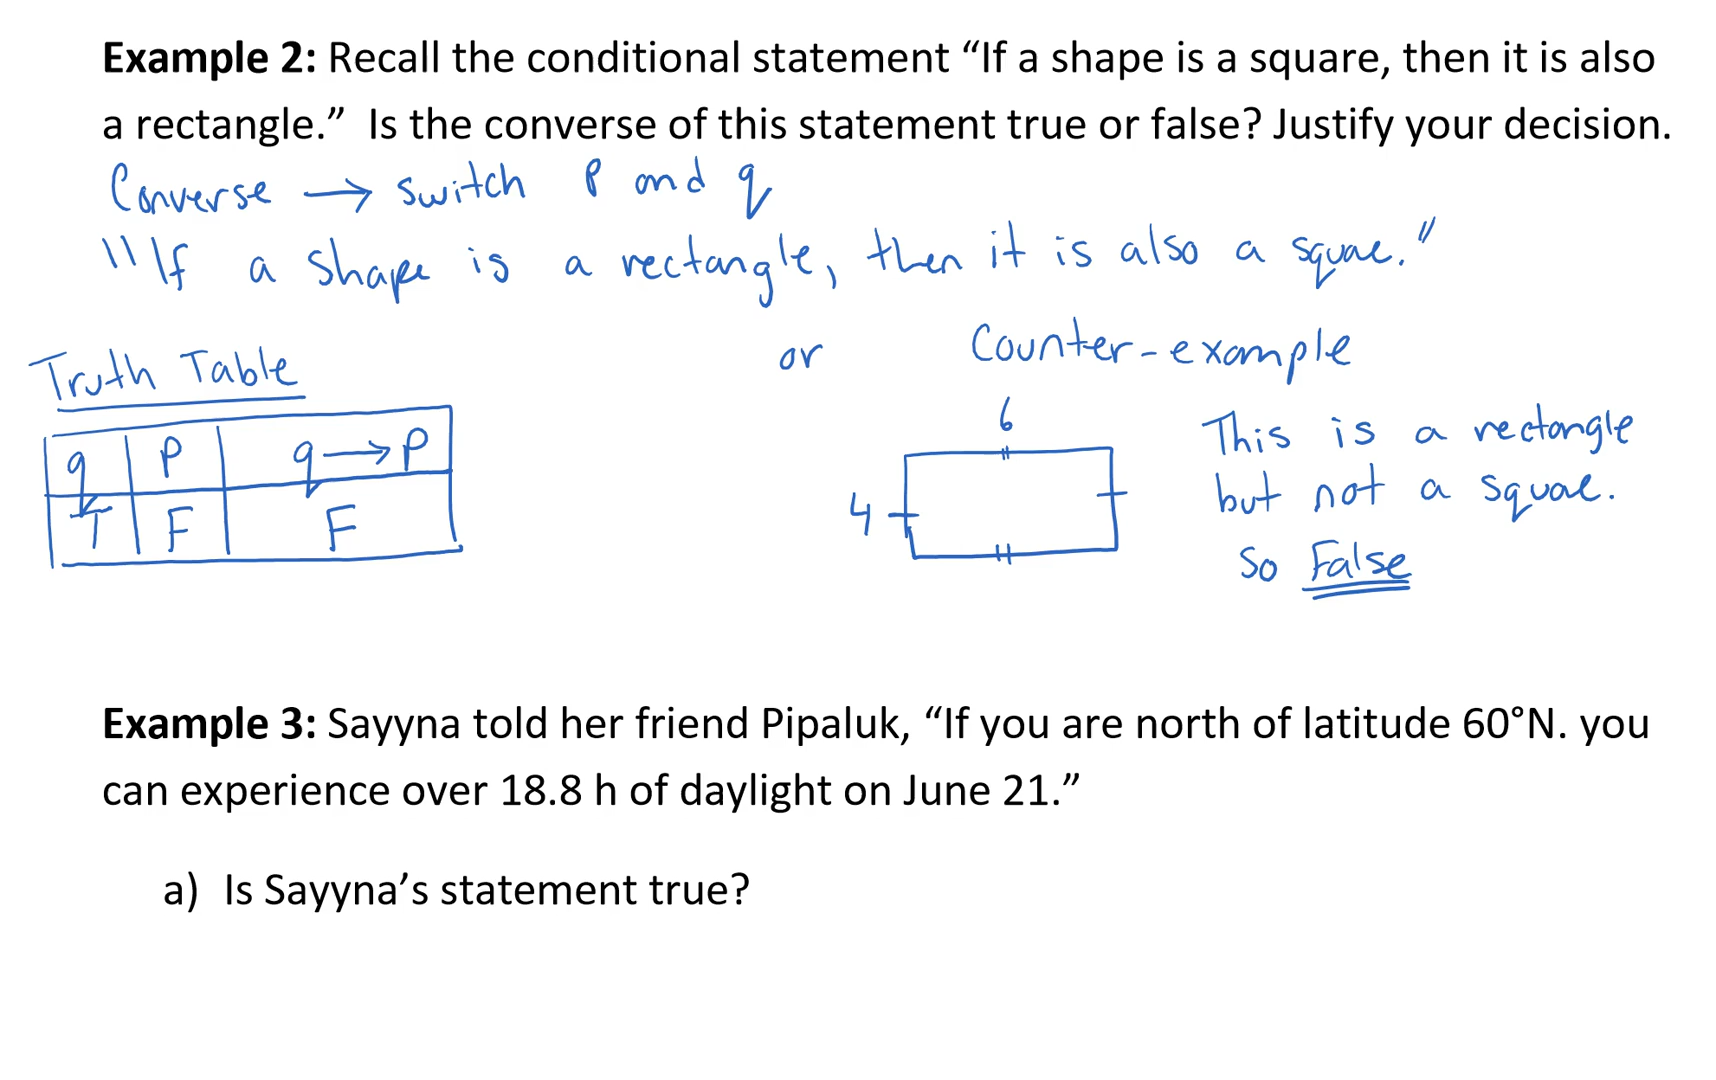 Example 2: Recall the conditional statement “If a shape is a square, then it is also
a rectangle.” Is the converse of this statement true or false? Justify your decision.
Converse → switch P and q
"If a shape is a rectangle, then it is also a square."
Truth Table
or
Counter-example
q P q → P
T F F
6
4
This is a rectangle
but not a square.
So False
Example 3: Sayyna told her friend Pipaluk, “If you are north of latitude 60°N. you
can experience over 18.8 h of daylight on June 21.”
a) Is Sayyna’s statement true?